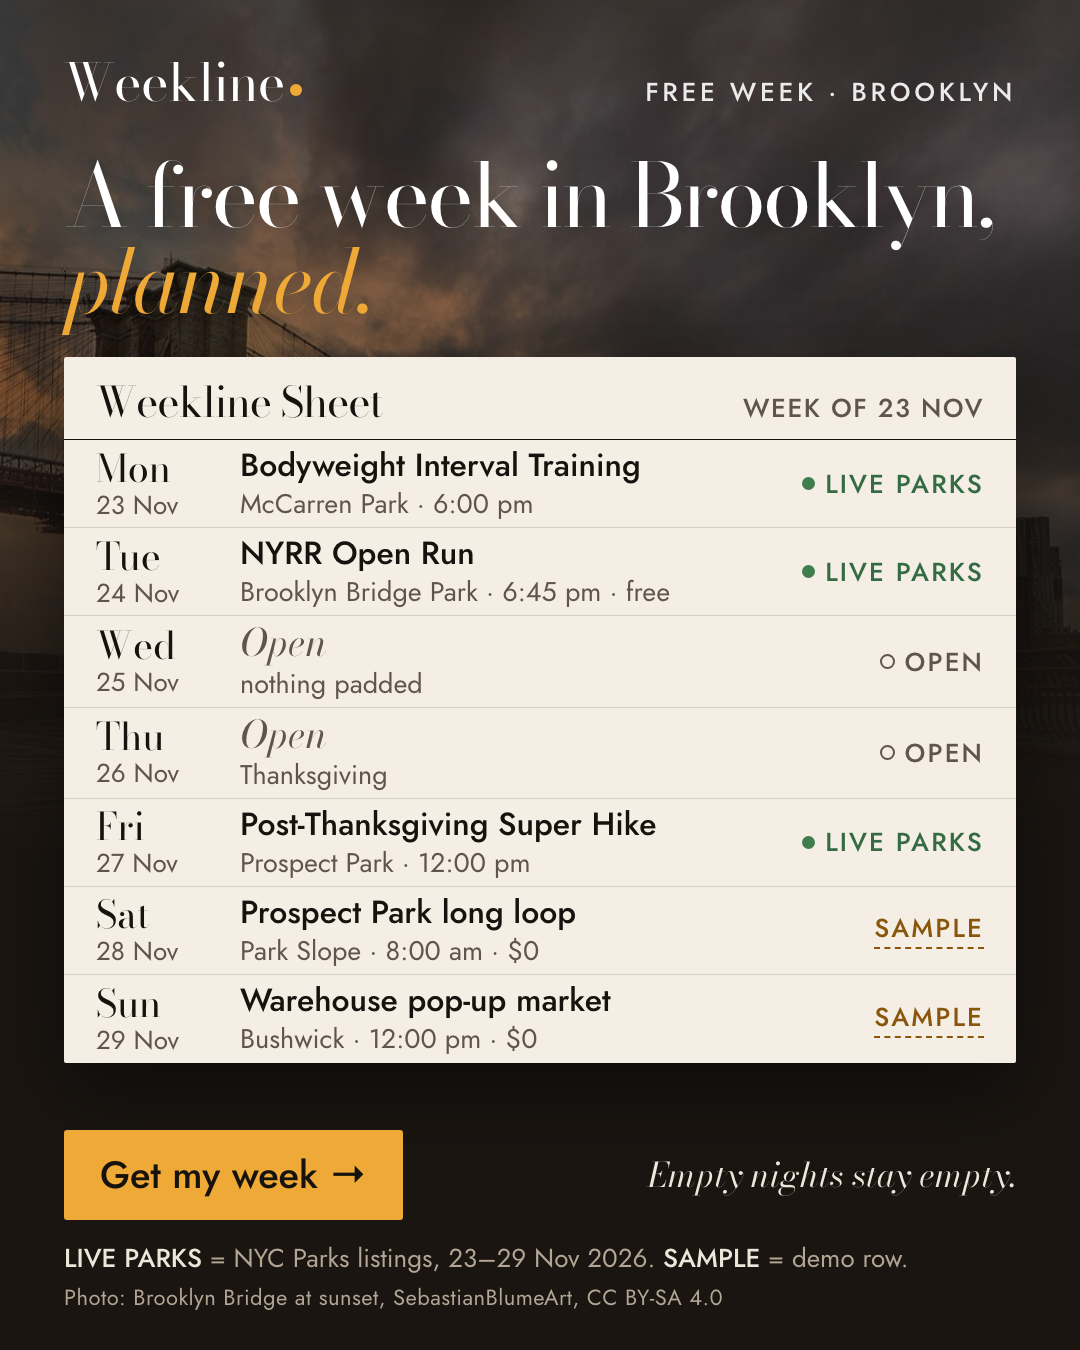 Weekline
FREE WEEK · BROOKLYN
A free week in Brooklyn,
planned.
Weekline Sheet
WEEK OF 23 NOV
Mon
23 Nov
Bodyweight Interval Training
McCarren Park · 6:00 pm
LIVE PARKS
Tue
24 Nov
NYRR Open Run
Brooklyn Bridge Park · 6:45 pm · free
LIVE PARKS
Wed
25 Nov
Open
nothing padded
OPEN
Thu
26 Nov
Open
Thanksgiving
OPEN
Fri
27 Nov
Post-Thanksgiving Super Hike
Prospect Park · 12:00 pm
LIVE PARKS
Sat
28 Nov
Prospect Park long loop
Park Slope · 8:00 am · $0
SAMPLE
Sun
29 Nov
Warehouse pop-up market
Bushwick · 12:00 pm · $0
SAMPLE
Get my week →
Empty nights stay empty.
LIVE PARKS = NYC Parks listings, 23–29 Nov 2026. SAMPLE = demo row.
Photo: Brooklyn Bridge at sunset, SebastianBlumeArt, CC BY-SA 4.0